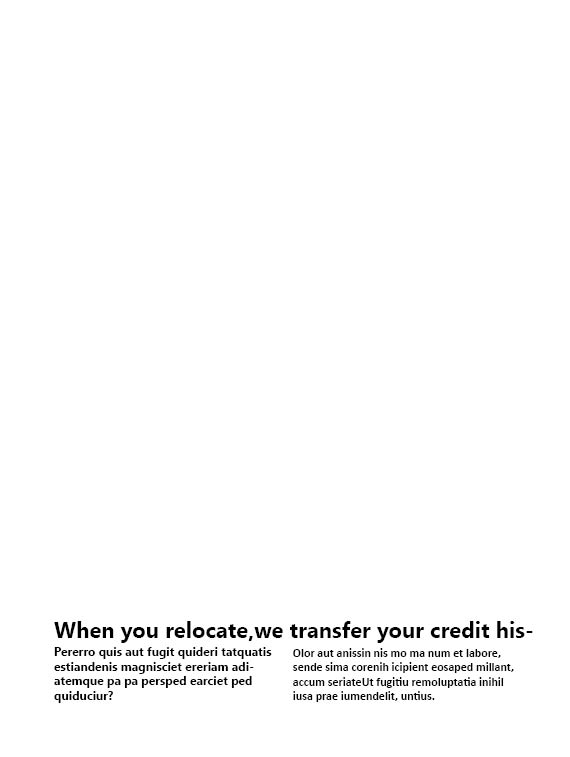 When you relocate,we transfer your credit his-
Pererro quis aut fugit quideri tatquatis
estiandenis magnisciet ereriam adi-
atemque pa pa persped earciet ped
quiduciur?
Olor aut anissin nis mo ma num et labore,
sende sima corenih icipient eosaped millant,
accum seriateUt fugitiu remoluptatia inihil
iusa prae iumendelit, untius.